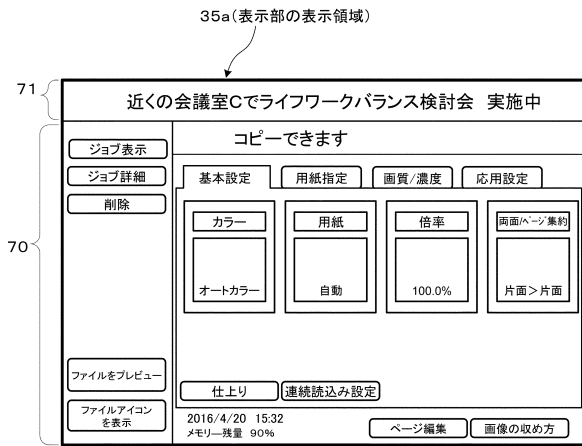 35a(表示部の表示領域)
71
近くの会議室Cでライフワークバランス検討会 実施中
70
コピーできます
ジョブ表示
ジョブ詳細
削除
基本設定 用紙指定 画質/濃度 応用設定
カラー 用紙 倍率 両面/ページ集約
オートカラー 自動 100.0% 片面>片面
ファイルをプレビュー
ファイルアイコン
を表示
仕上り 連続読込み設定
2016/4/20 15:32
メモリー残量 90%
ページ編集 画像の収め方